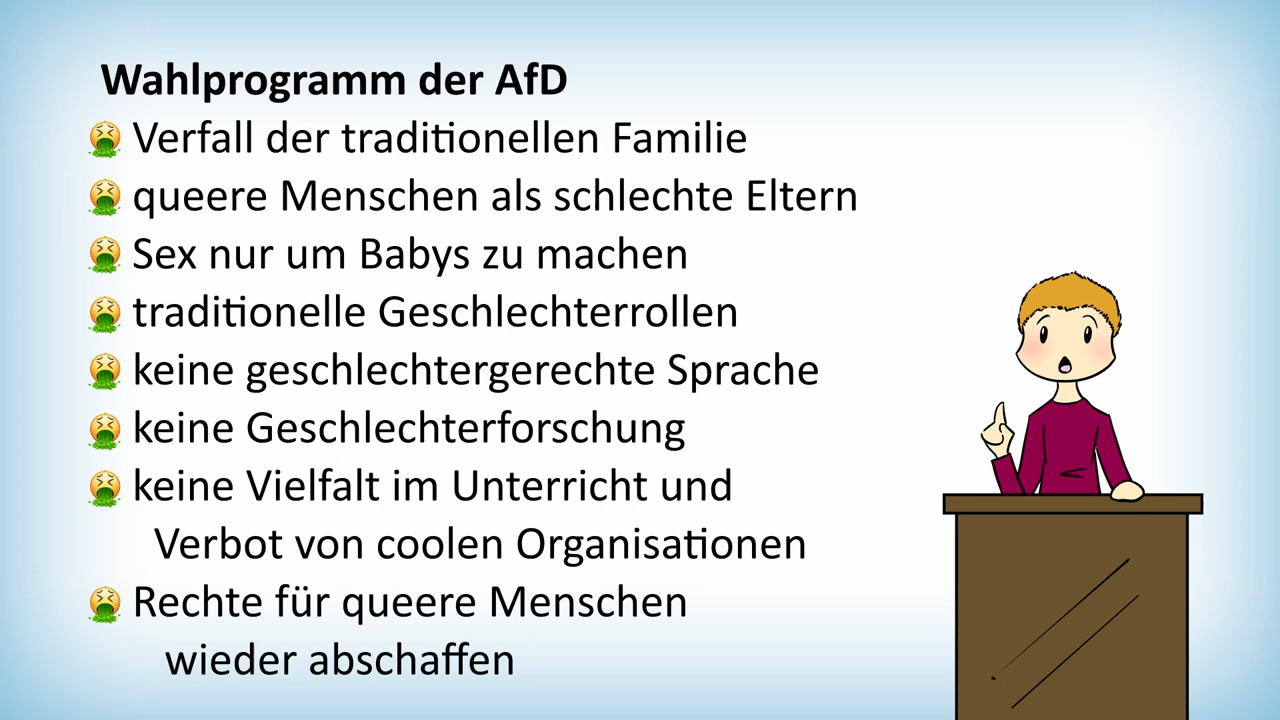 Wahlprogramm der AfD
🤮 Verfall der traditionellen Familie
🤮 queere Menschen als schlechte Eltern
🤮 Sex nur um Babys zu machen
🤮 traditionelle Geschlechterrollen
🤮 keine geschlechtergerechte Sprache
🤮 keine Geschlechterforschung
🤮 keine Vielfalt im Unterricht und
Verbot von coolen Organisationen
🤮 Rechte für queere Menschen
wieder abschaffen